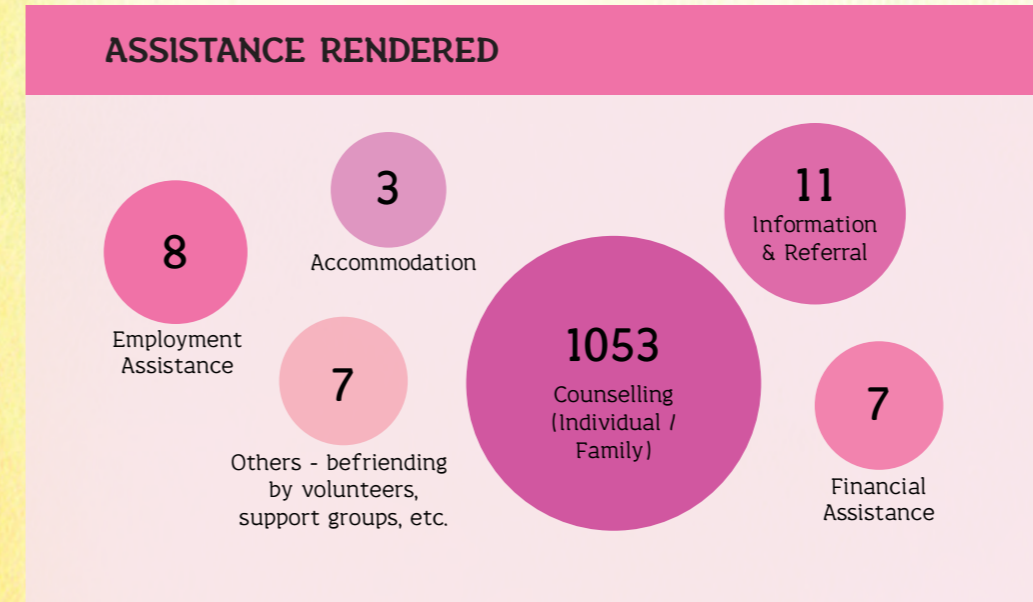 ASSISTANCE RENDERED
8
Employment
Assistance
3
Accommodation
7
Others - befriending
by volunteers,
support groups, etc.
1053
Counselling
(Individual /
Family)
11
Information
& Referral
7
Financial
Assistance